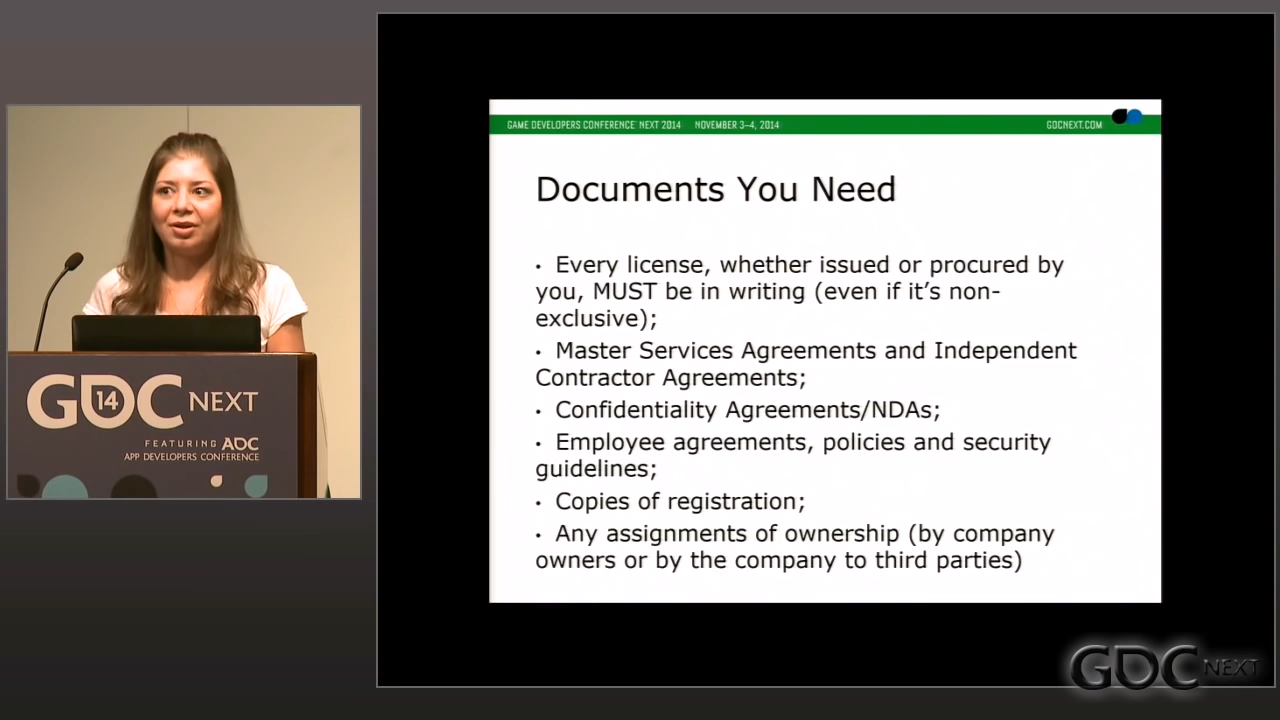 GAME DEVELOPERS CONFERENCE NEXT 2014 NOVEMBER 3–4, 2014 GDCNEXT.COM
Documents You Need
• Every license, whether issued or procured by
you, MUST be in writing (even if it’s non-
exclusive);
• Master Services Agreements and Independent
Contractor Agreements;
• Confidentiality Agreements/NDAs;
• Employee agreements, policies and security
guidelines;
• Copies of registration;
• Any assignments of ownership (by company
owners or by the company to third parties)
GDC 14 NEXT
FEATURING ADC
APP DEVELOPERS CONFERENCE
GDC NEXT